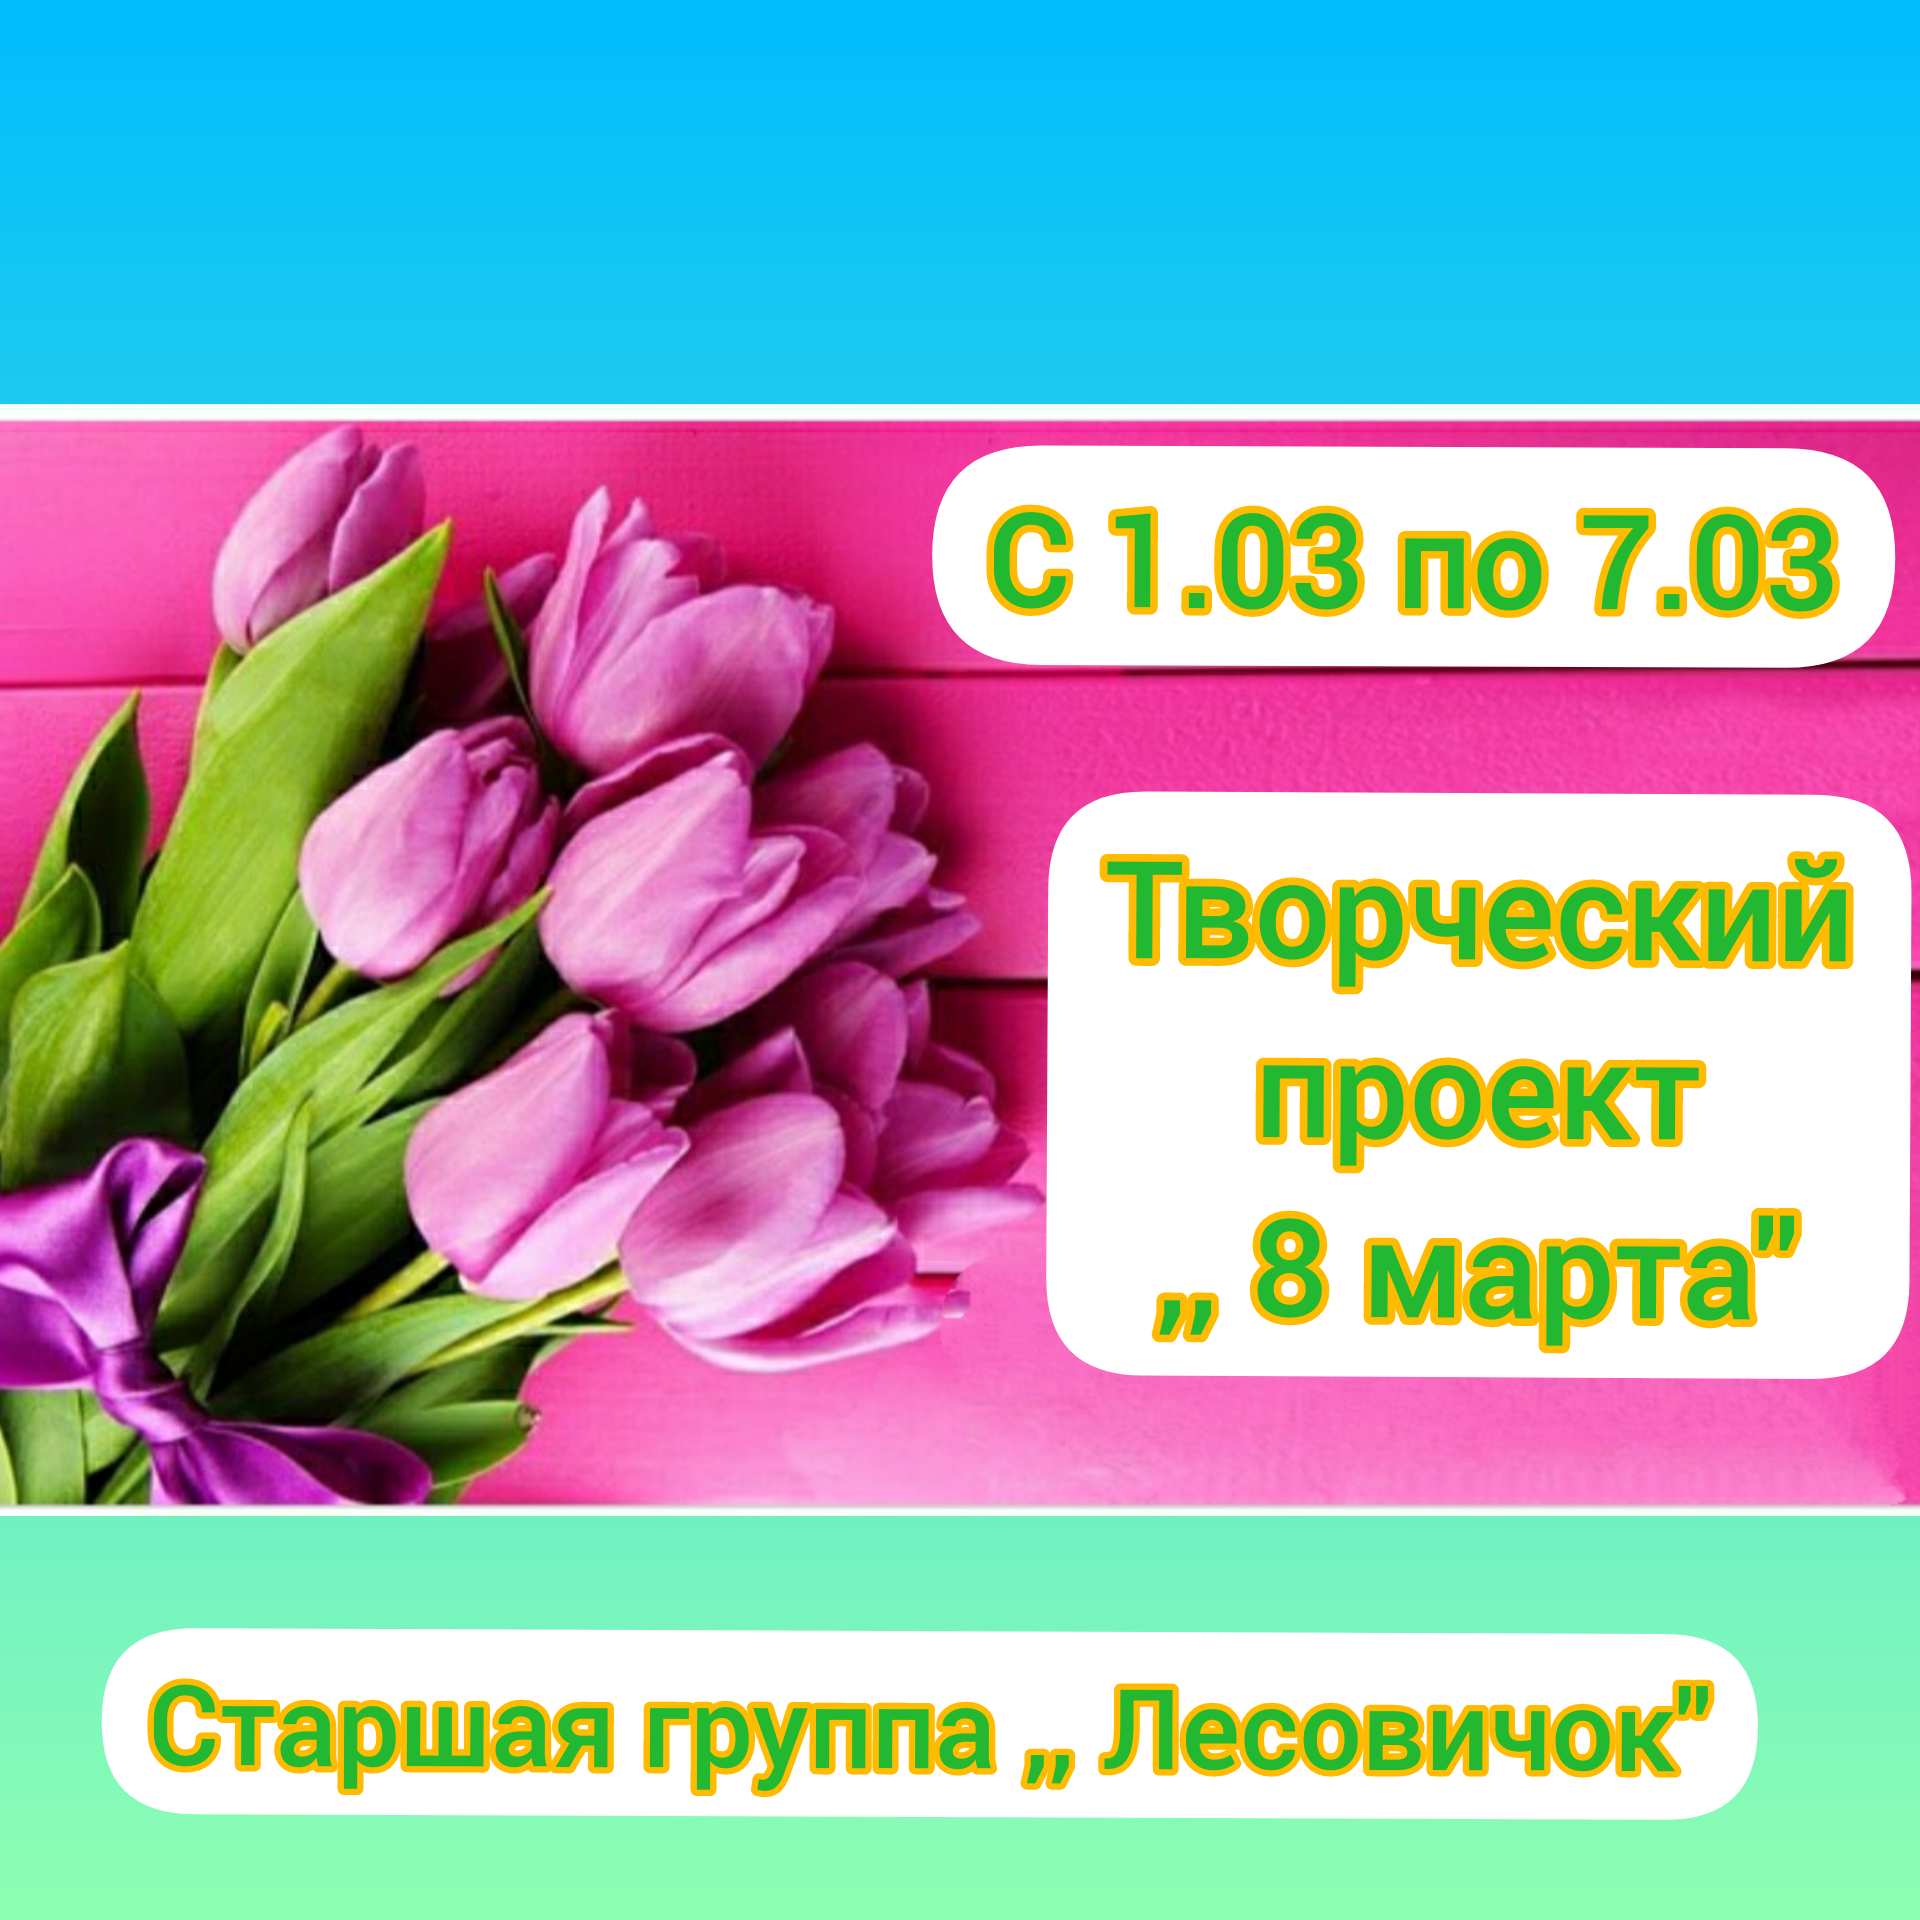 С 1.03 по 7.03
Творческий
проект
,, 8 марта"
Старшая группа ,, Лесовичок"